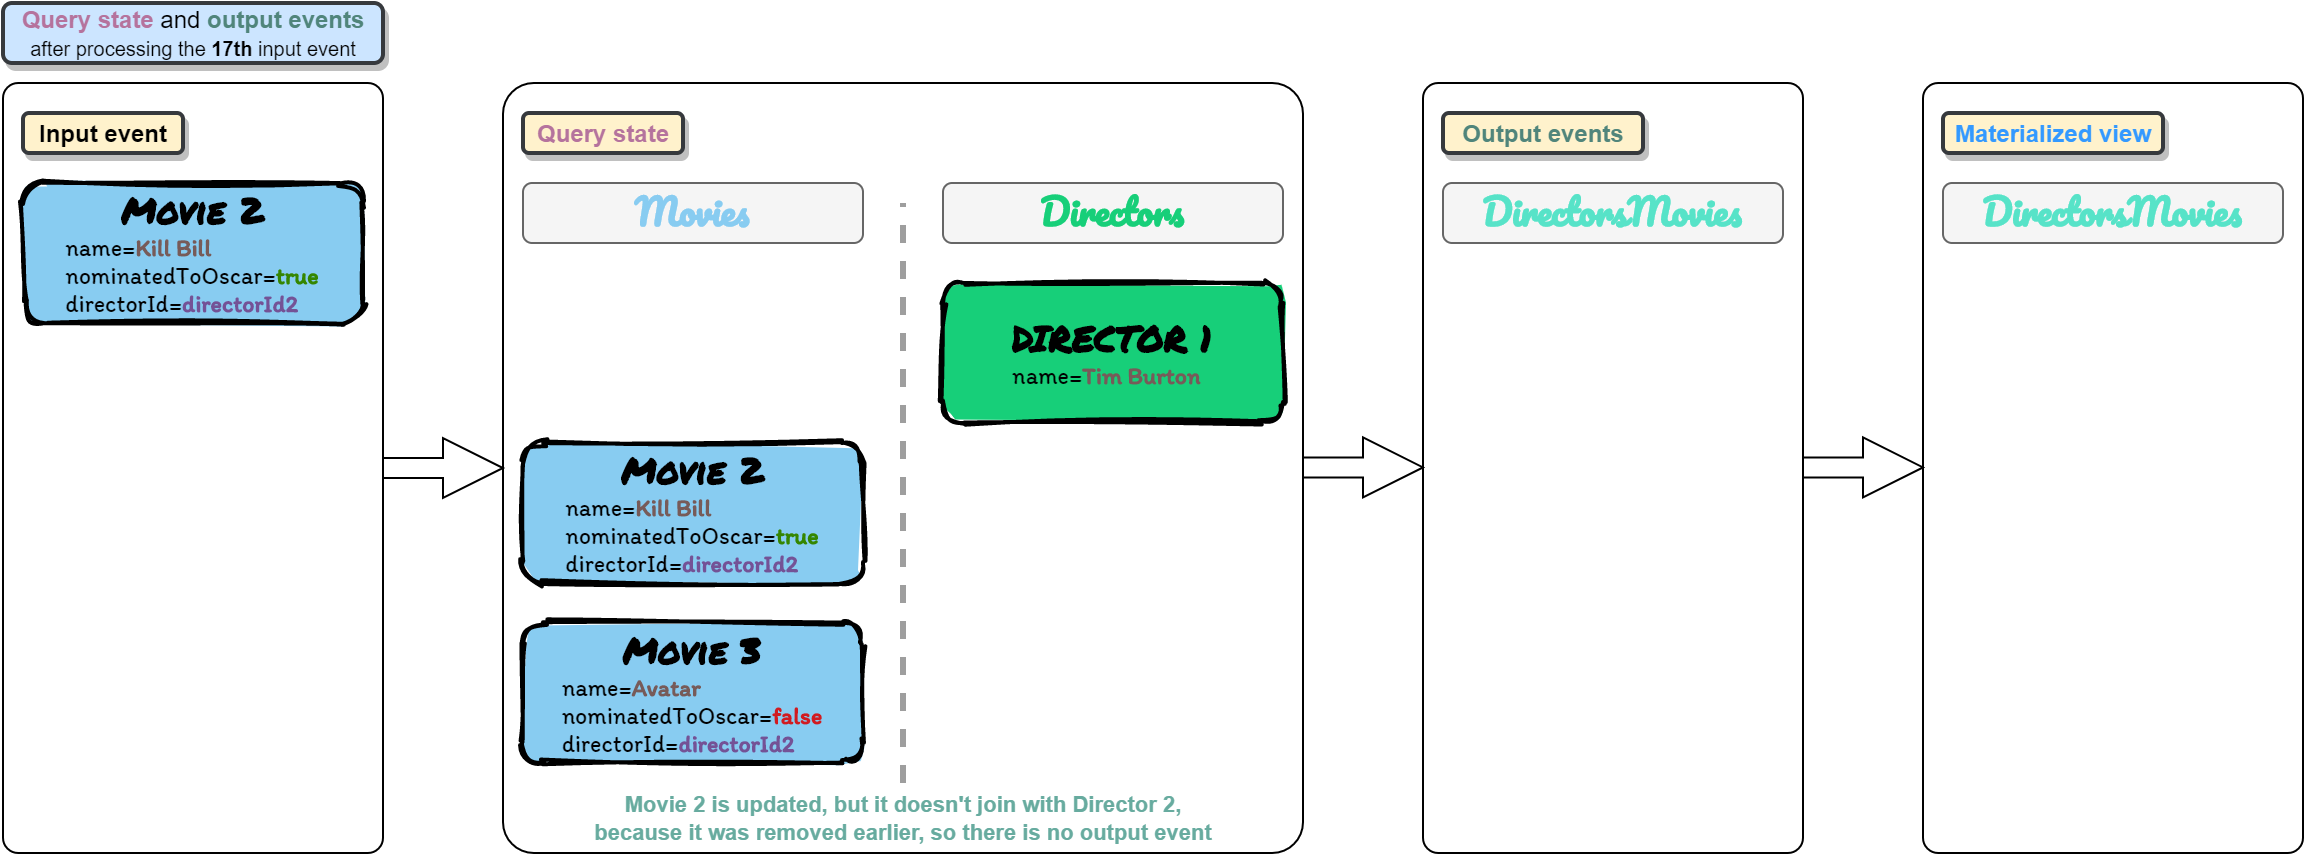 Query state and output events
after processing the 17th input event
Input event
Movie 2
name=Kill Bill
nominatedToOscar=true
directorId=directorId2
Query state
Movies
Directors
DIRECTOR 1
name=Tim Burton
Movie 2
name=Kill Bill
nominatedToOscar=true
directorId=directorId2
Movie 3
name=Avatar
nominatedToOscar=false
directorId=directorId2
Movie 2 is updated, but it doesn't join with Director 2,
because it was removed earlier, so there is no output event
Output events
DirectorsMovies
Materialized view
DirectorsMovies